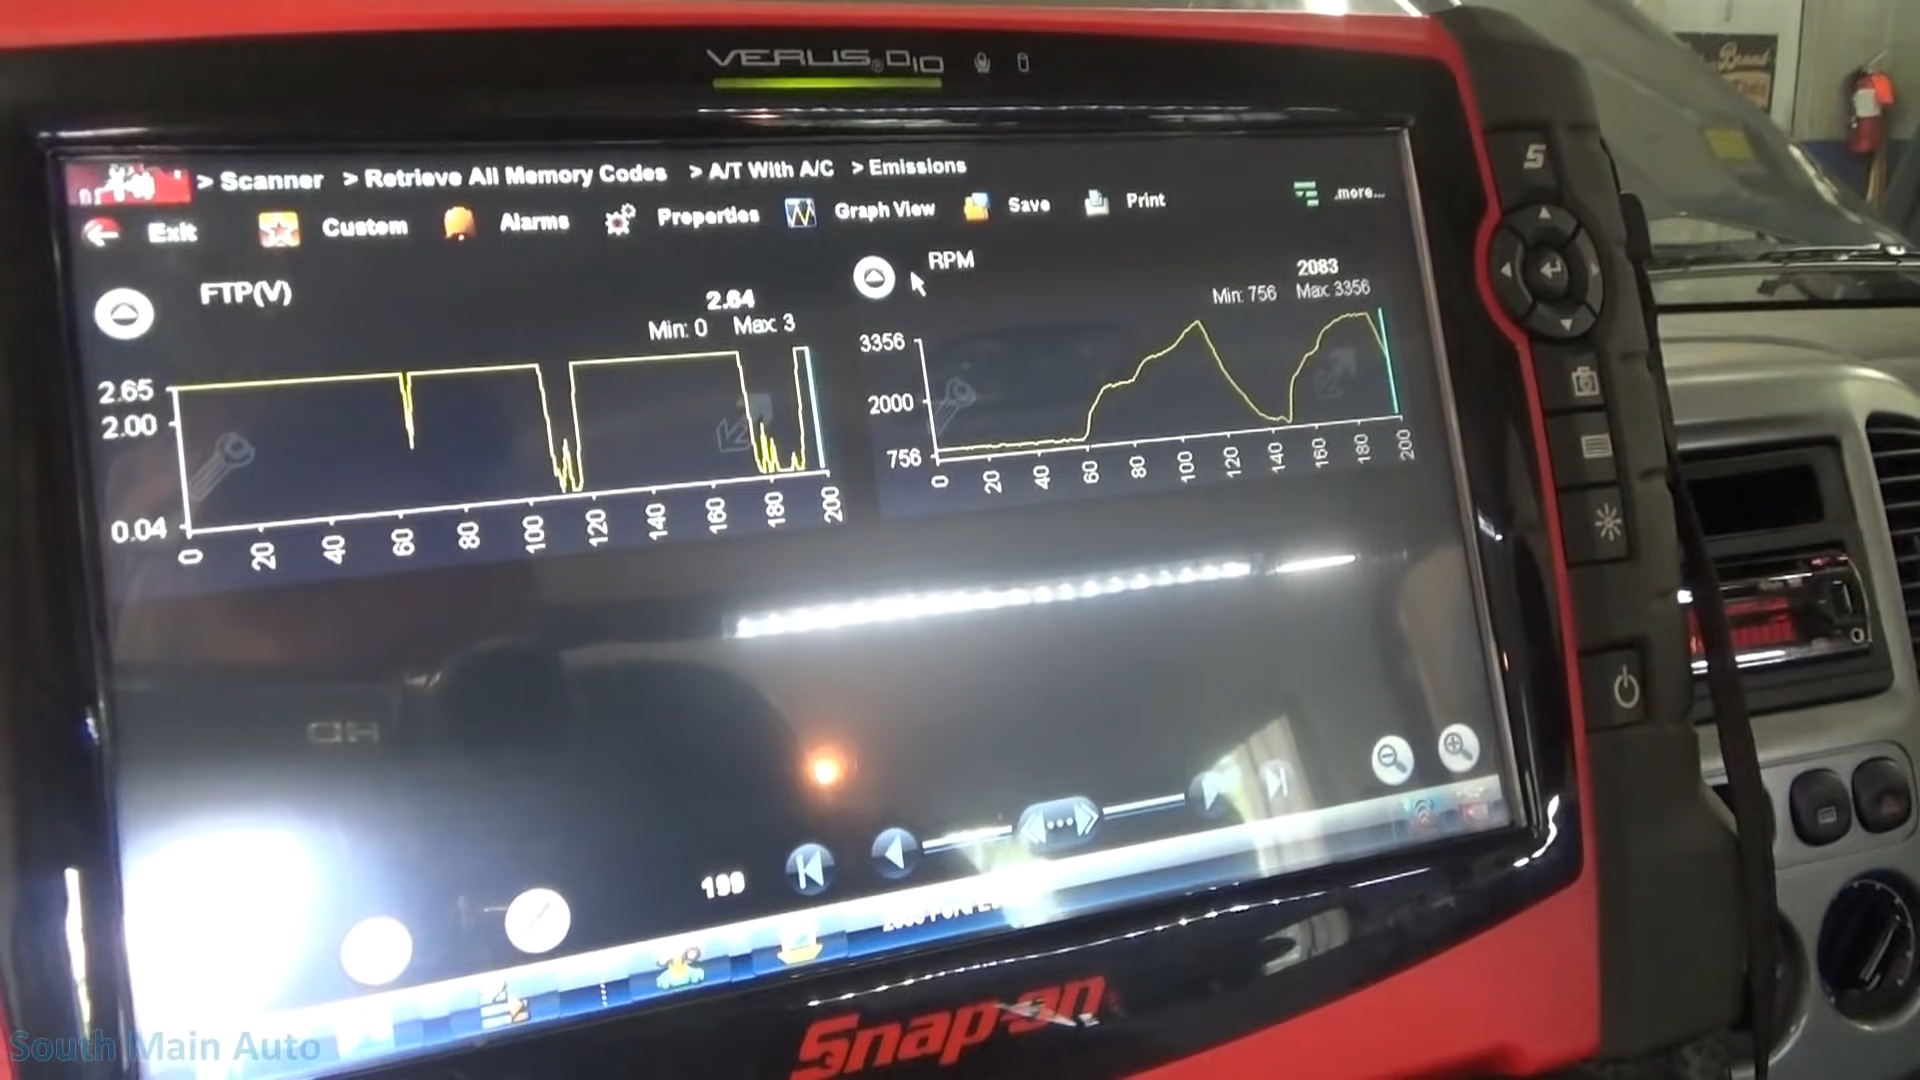 VERUS® PRO
> Scanner > Retrieve All Memory Codes > A/T With A/C > Emissions
Exit Custom Alarms Properties Graph View Save Print more...
FTP(V)
2.64
Min: 0 Max: 3
2.65
2.00
0.04
0 20 40 60 80 100 120 140 160 180 200
RPM
2083
Min: 756 Max: 3356
3356
2000
756
0 20 40 60 80 100 120 140 160 180 200
199
Snap-on
S
South Main Auto